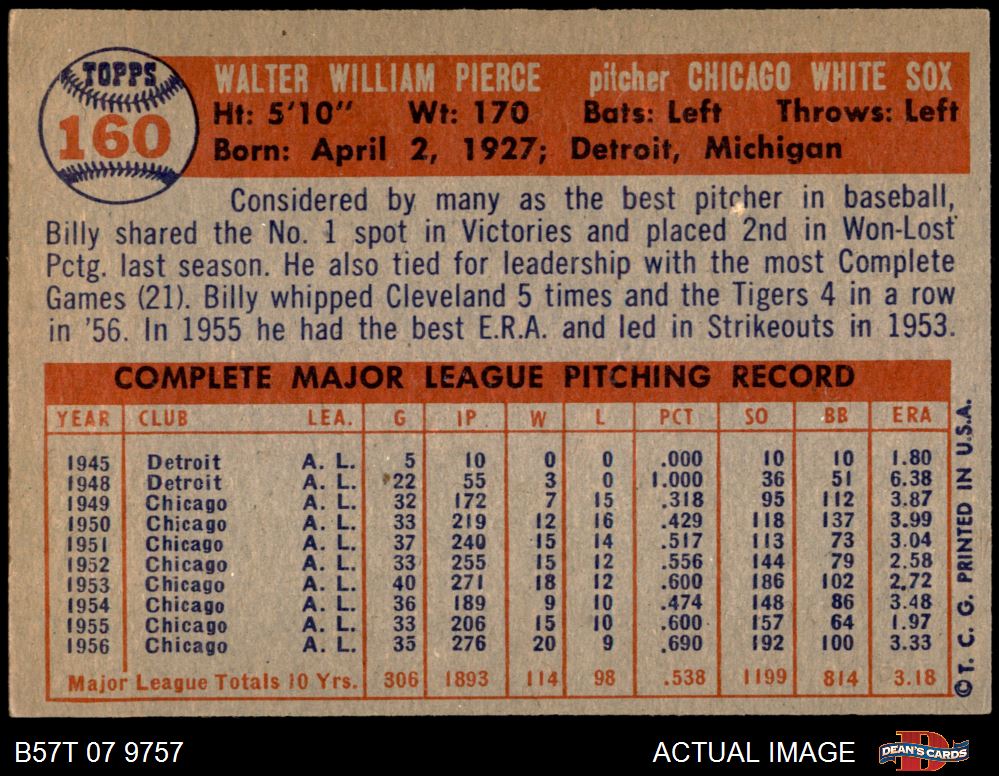 TOPPS
160
WALTER WILLIAM PIERCE pitcher CHICAGO WHITE SOX
Ht: 5'10" Wt: 170 Bats: Left Throws: Left
Born: April 2, 1927; Detroit, Michigan
Considered by many as the best pitcher in baseball,
Billy shared the No. 1 spot in Victories and placed 2nd in Won-Lost
Pctg. last season. He also tied for leadership with the most Complete
Games (21). Billy whipped Cleveland 5 times and the Tigers 4 in a row
in '56. In 1955 he had the best E.R.A. and led in Strikeouts in 1953.
COMPLETE MAJOR LEAGUE PITCHING RECORD
YEAR CLUB LEA. G IP W L PCT SO BB ERA
1945 Detroit A. L. 5 10 0 0 .000 10 10 1.80
1948 Detroit A. L. 22 55 3 0 1.000 36 51 6.38
1949 Chicago A. L. 32 172 7 15 .318 95 112 3.87
1950 Chicago A. L. 33 219 12 16 .429 118 137 3.99
1951 Chicago A. L. 37 240 15 14 .517 113 73 3.04
1952 Chicago A. L. 33 255 15 12 .556 144 79 2.58
1953 Chicago A. L. 40 271 18 12 .600 186 102 2.72
1954 Chicago A. L. 36 189 9 10 .474 148 86 3.48
1955 Chicago A. L. 33 206 15 10 .600 157 64 1.97
1956 Chicago A. L. 35 276 20 9 .690 192 100 3.33
Major League Totals 10 Yrs. 306 1893 114 98 .538 1199 814 3.18
© T. C. G. PRINTED IN U.S.A.
B57T 07 9757 ACTUAL IMAGE
DEAN'S CARDS